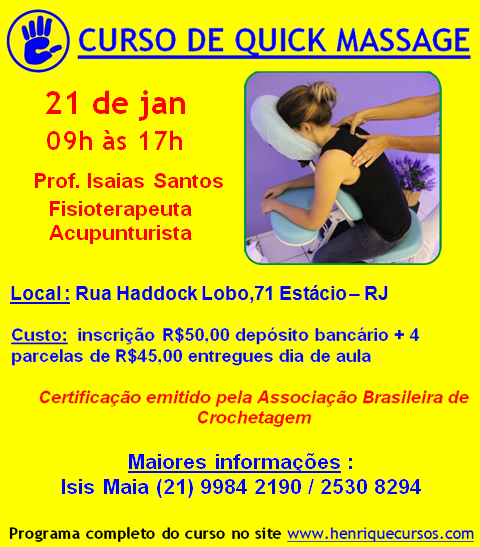 CURSO DE QUICK MASSAGE
21 de jan
09h às 17h
Prof. Isaias Santos
Fisioterapeuta
Acupunturista
Local : Rua Haddock Lobo,71 Estácio – RJ
Custo: inscrição R$50,00 depósito bancário + 4
parcelas de R$45,00 entregues dia de aula
Certificação emitido pela Associação Brasileira de
Crochetagem
Maiores informações :
Isis Maia (21) 9984 2190 / 2530 8294
Programa completo do curso no site www.henriquecursos.com